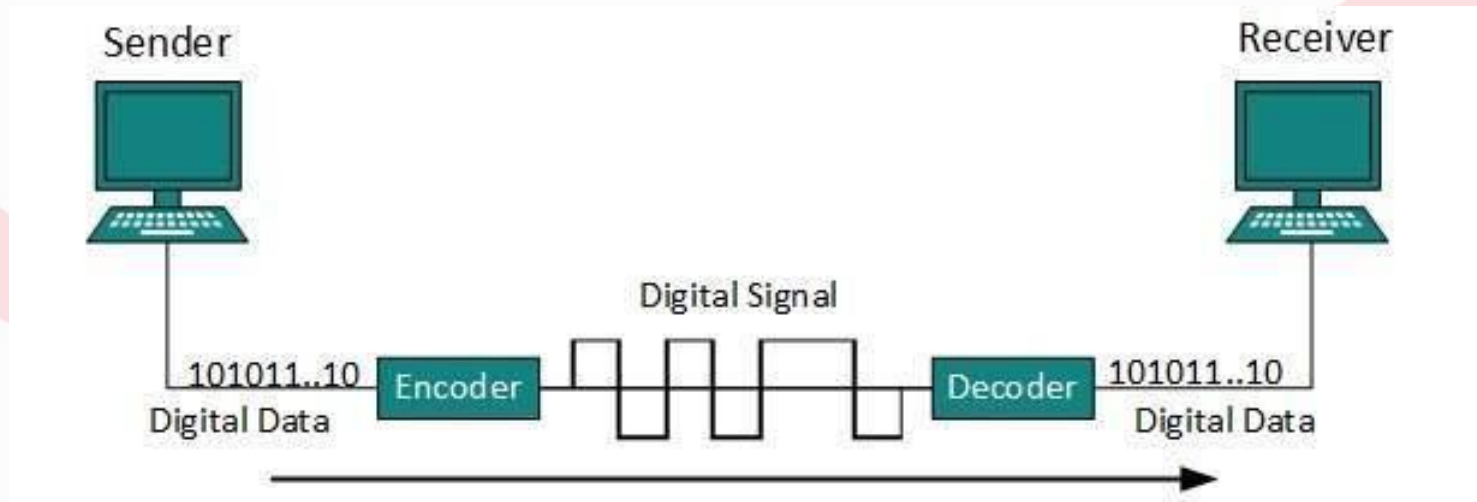 Sender
Receiver
Digital Signal
101011..10
Encoder
Decoder
101011..10
Digital Data
Digital Data